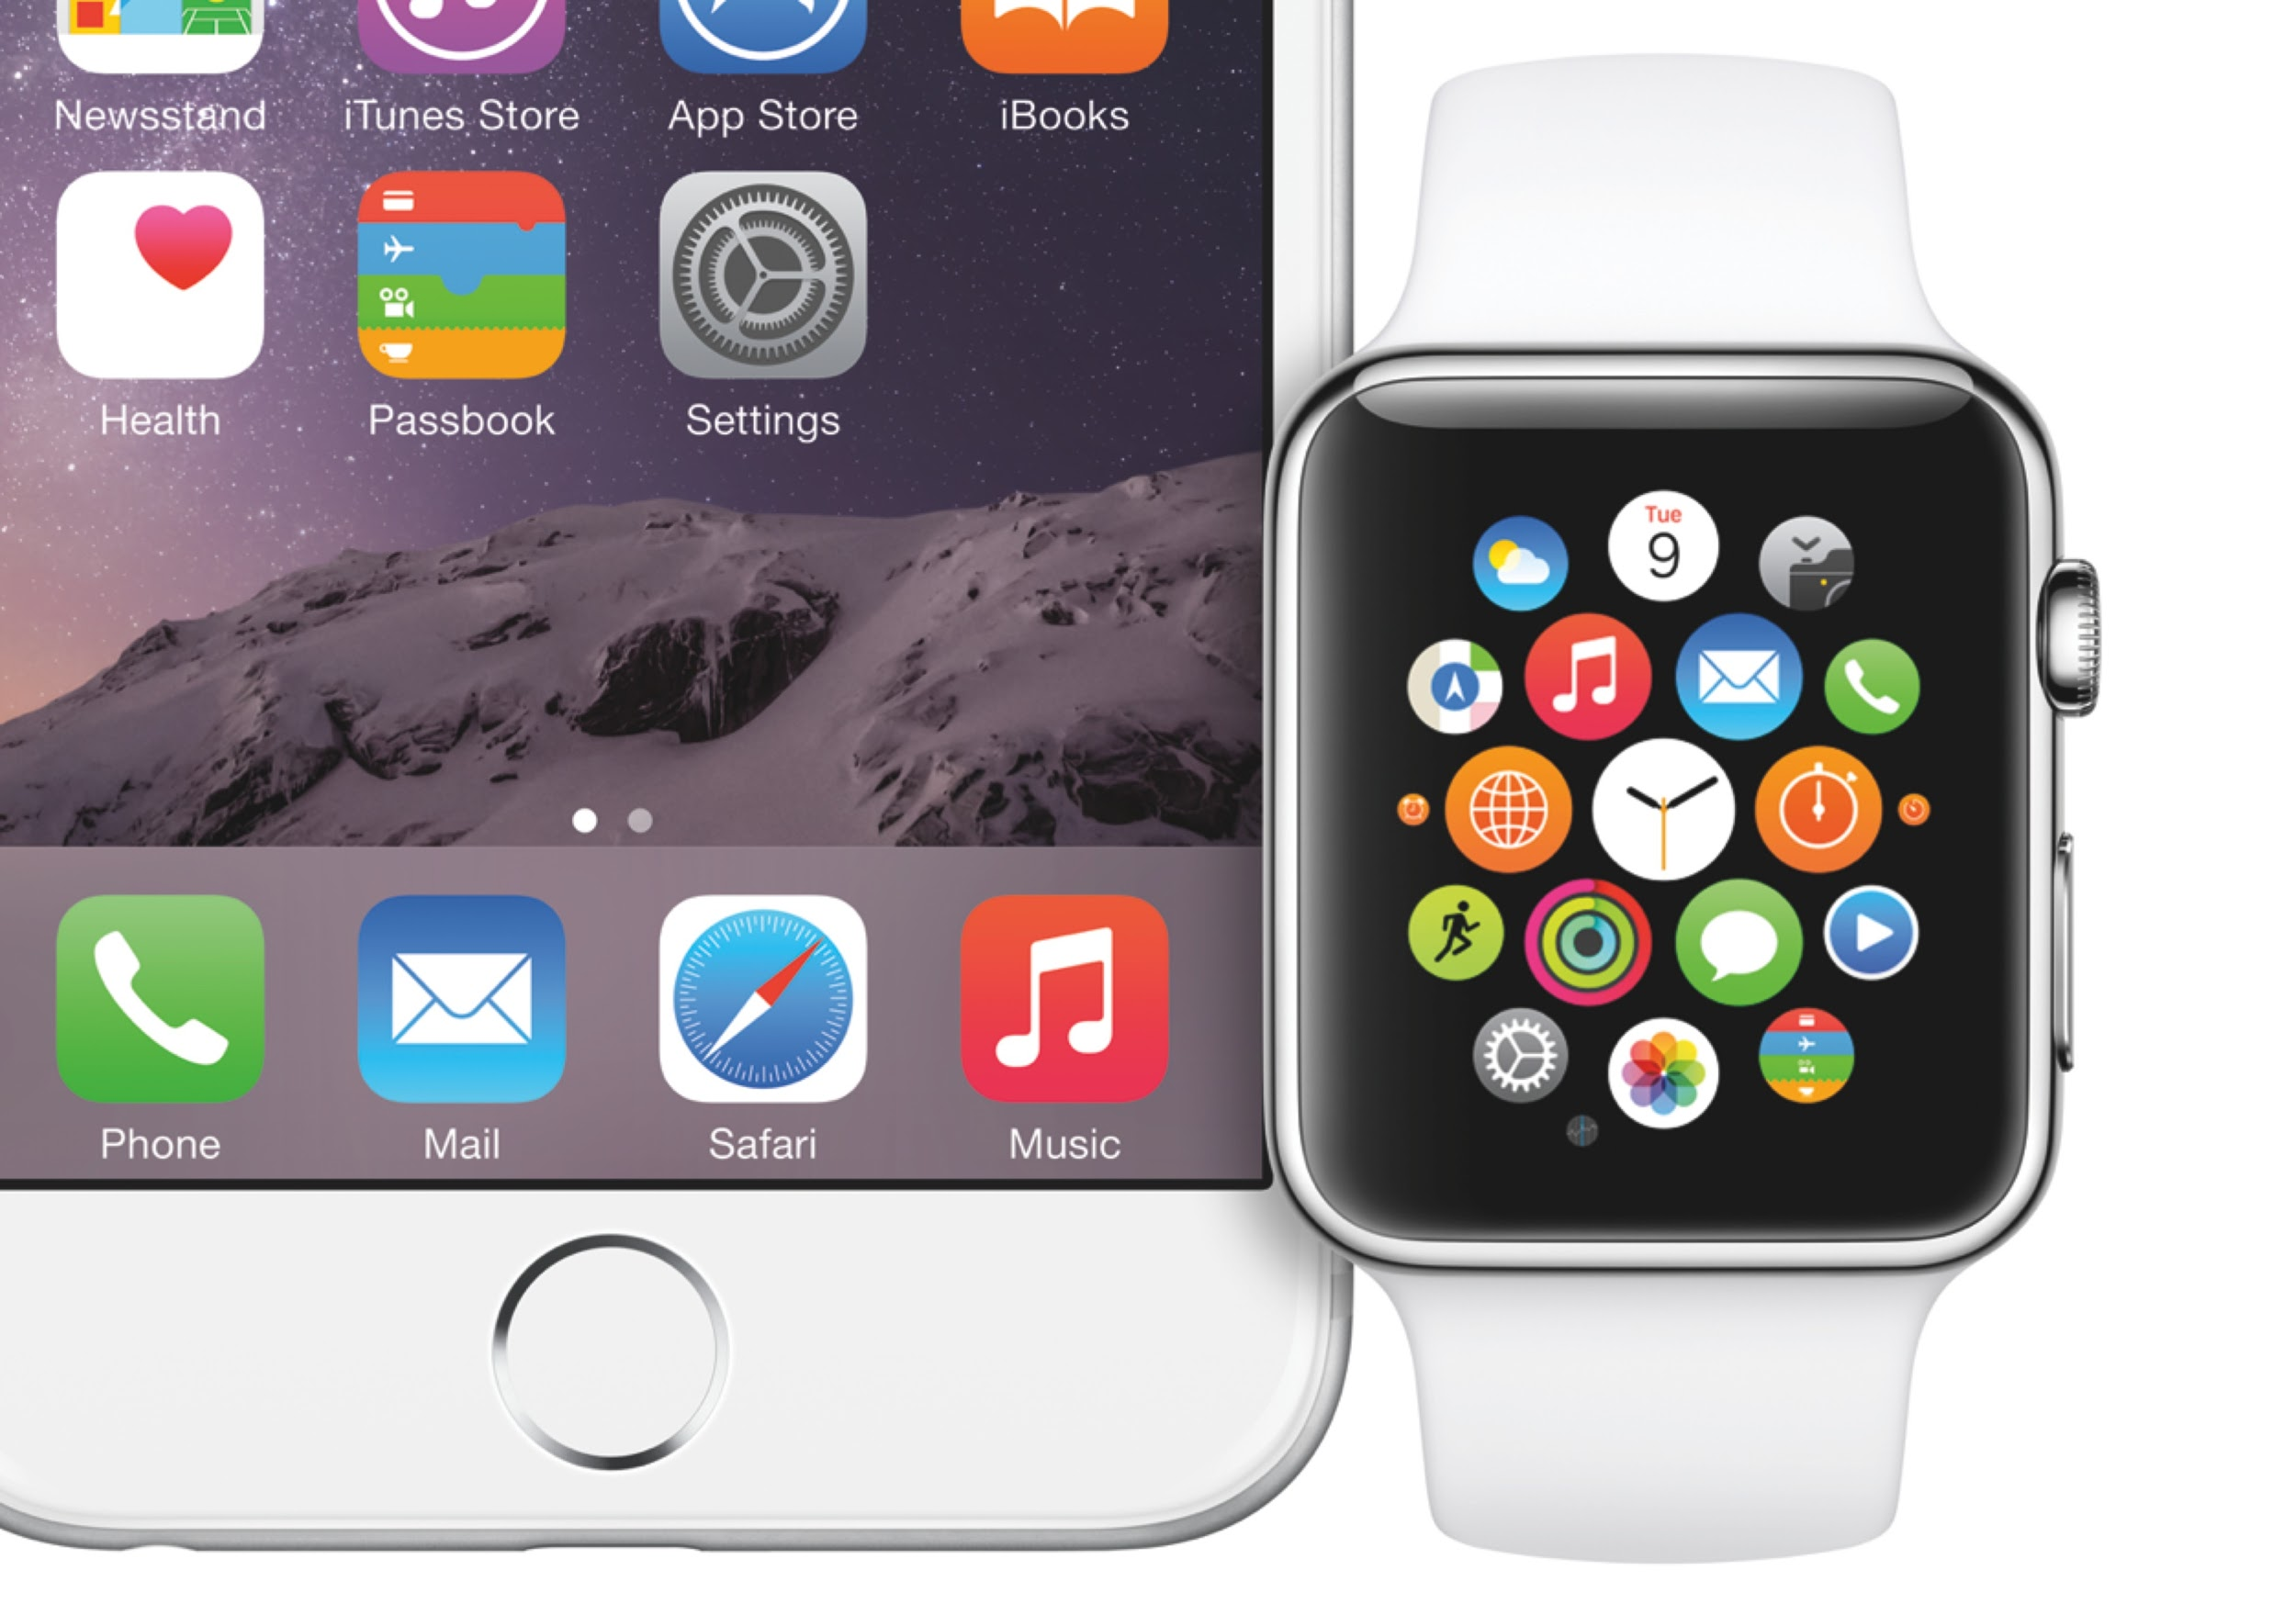 Newsstand iTunes Store App Store iBooks
Health Passbook Settings
Tue
9
Phone Mail Safari Music